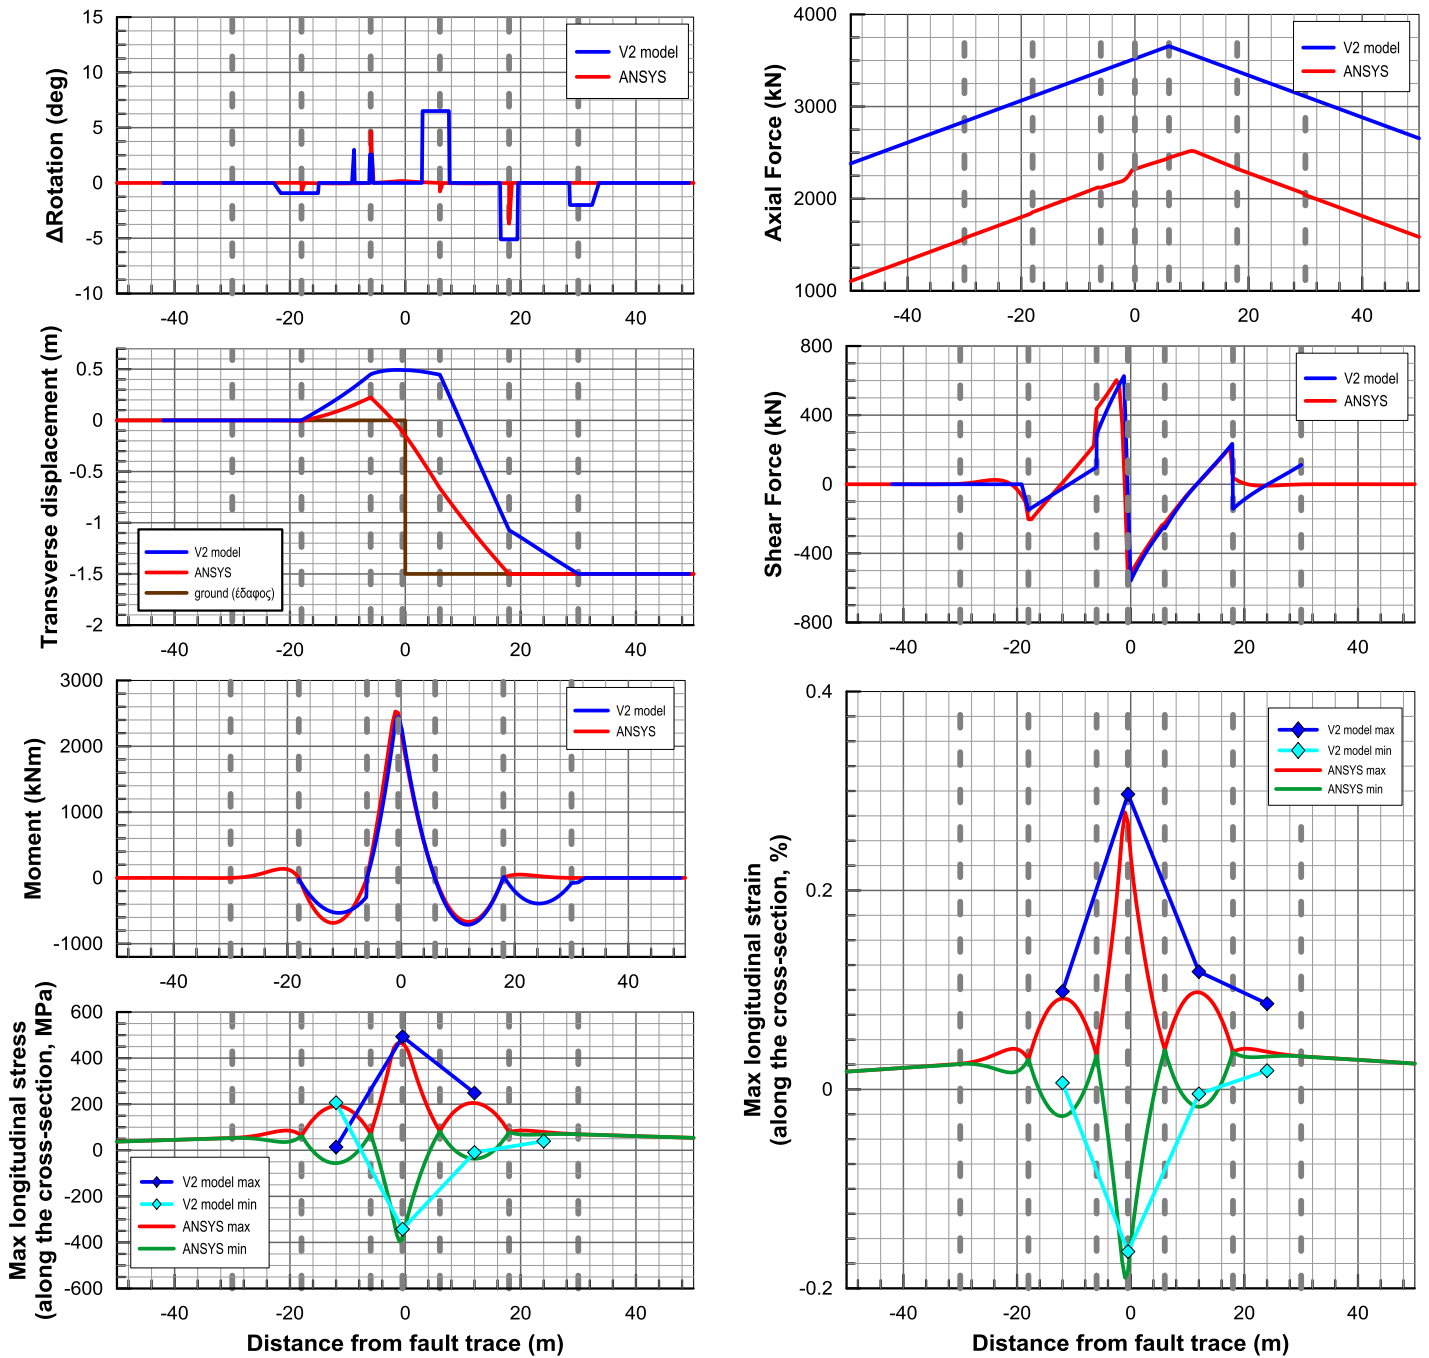 ΔRotation (deg)
15
10
5
0
-5
-10
-40
-20
0
20
40
V2 model
ANSYS
Axial Force (kN)
4000
3000
2000
1000
-40
-20
0
20
40
V2 model
ANSYS
Transverse displacement (m)
0.5
0
-0.5
-1
-1.5
-2
-40
-20
0
20
40
V2 model
ANSYS
ground (έδαφος)
Shear Force (kN)
800
400
0
-400
-800
-40
-20
0
20
40
V2 model
ANSYS
Moment (kNm)
3000
2000
1000
0
-1000
-40
-20
0
20
40
V2 model
ANSYS
Max longitudinal stress
(along the cross-section, MPa)
600
400
200
0
-200
-400
-600
-40
-20
0
20
40
V2 model max
V2 model min
ANSYS max
ANSYS min
Distance from fault trace (m)
Max longitudinal strain
(along the cross-section, %)
0.4
0.2
0
-0.2
-40
-20
0
20
40
V2 model max
V2 model min
ANSYS max
ANSYS min
Distance from fault trace (m)